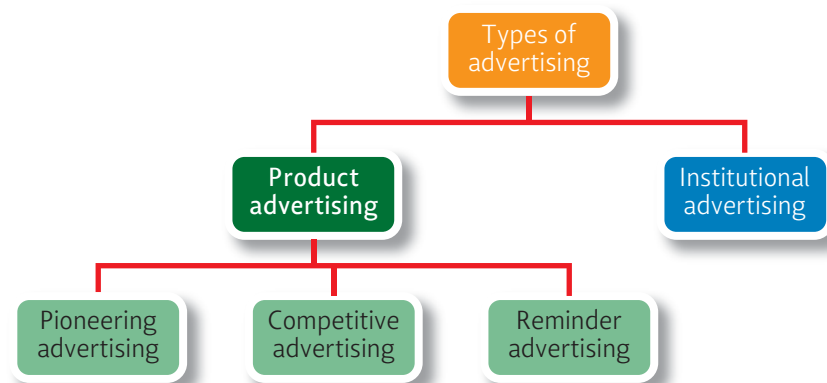 Types of
advertising
Product
advertising
Institutional
advertising
Pioneering
advertising
Competitive
advertising
Reminder
advertising